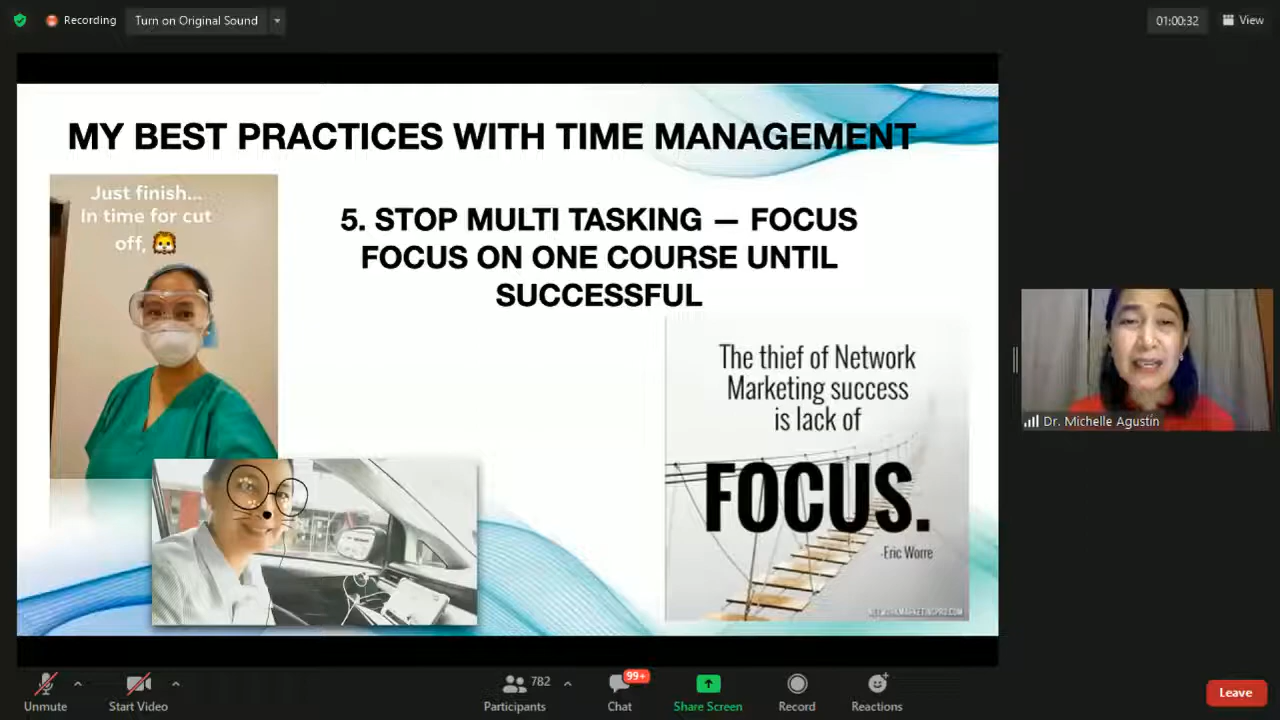 Recording
Turn on Original Sound
01:00:32
View
MY BEST PRACTICES WITH TIME MANAGEMENT
Just finish...
In time for cut
off, 🦁
5. STOP MULTI TASKING — FOCUS
FOCUS ON ONE COURSE UNTIL
SUCCESSFUL
The thief of Network
Marketing success
is lack of
FOCUS.
-Eric Worre
NETWORKMARKETINGPRO.COM
Dr. Michelle Agustin
Unmute
Start Video
782
Participants
99+
Chat
Share Screen
Record
Reactions
Leave